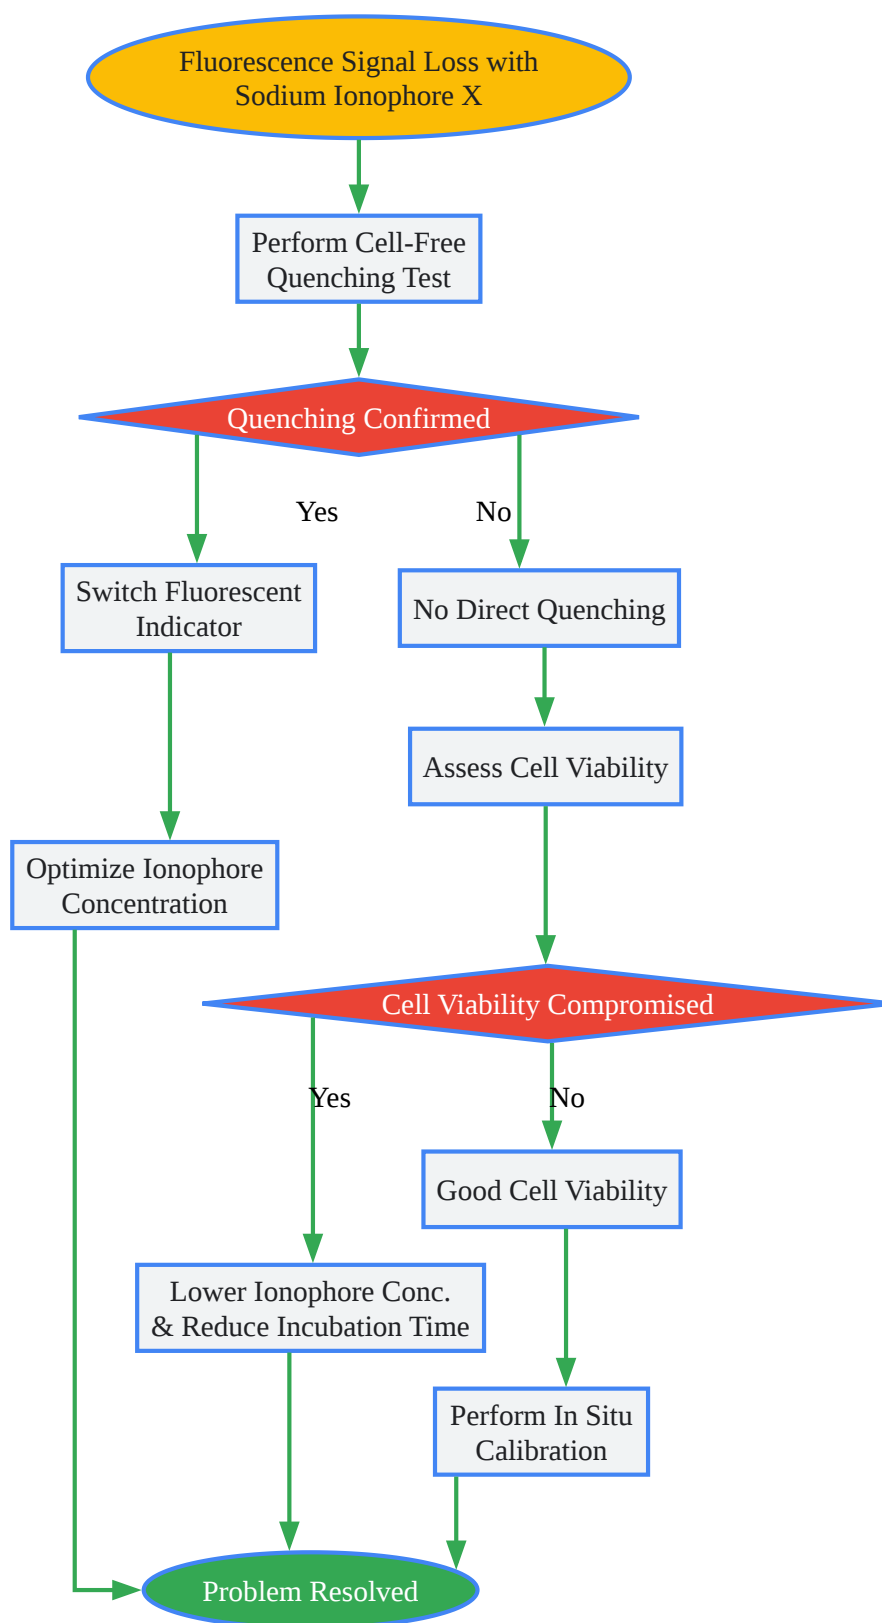 Fluorescence Signal Loss with
Sodium Ionophore X
Perform Cell-Free
Quenching Test
Quenching Confirmed
Yes
No
Switch Fluorescent
Indicator
No Direct Quenching
Assess Cell Viability
Optimize Ionophore
Concentration
Cell Viability Compromised
Yes
No
Good Cell Viability
Lower Ionophore Conc.
& Reduce Incubation Time
Perform In Situ
Calibration
Problem Resolved